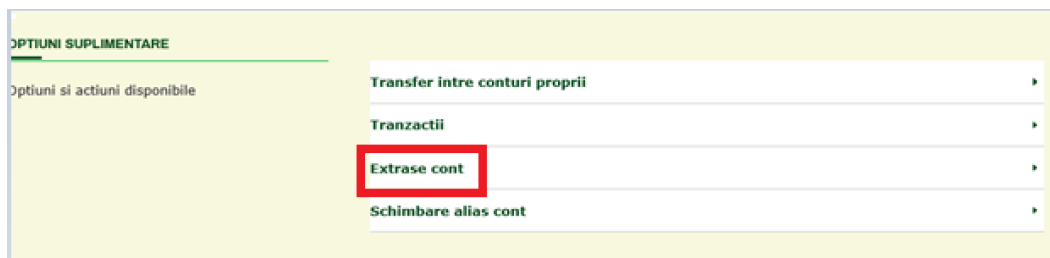 OPTIUNI SUPLIMENTARE
Optiuni si actiuni disponibile
Transfer intre conturi proprii
Tranzactii
Extrase cont
Schimbare alias cont